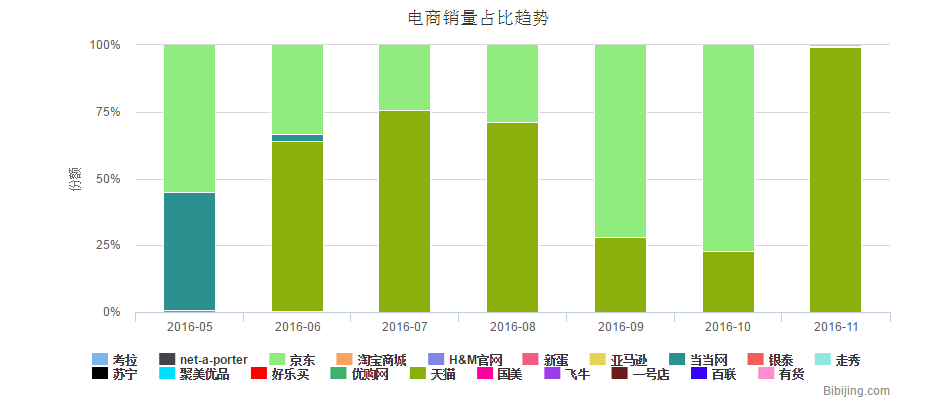 电商销量占比趋势
100%
75%
50%
25%
0%
份额
2016-05 2016-06 2016-07 2016-08 2016-09 2016-10 2016-11
考拉 net-a-porter 京东 淘宝商城 H&M官网 新蛋 亚马逊 当当网 银泰 走秀
苏宁 聚美优品 好乐买 优购网 天猫 国美 飞牛 一号店 百联 有货
Bibijing.com